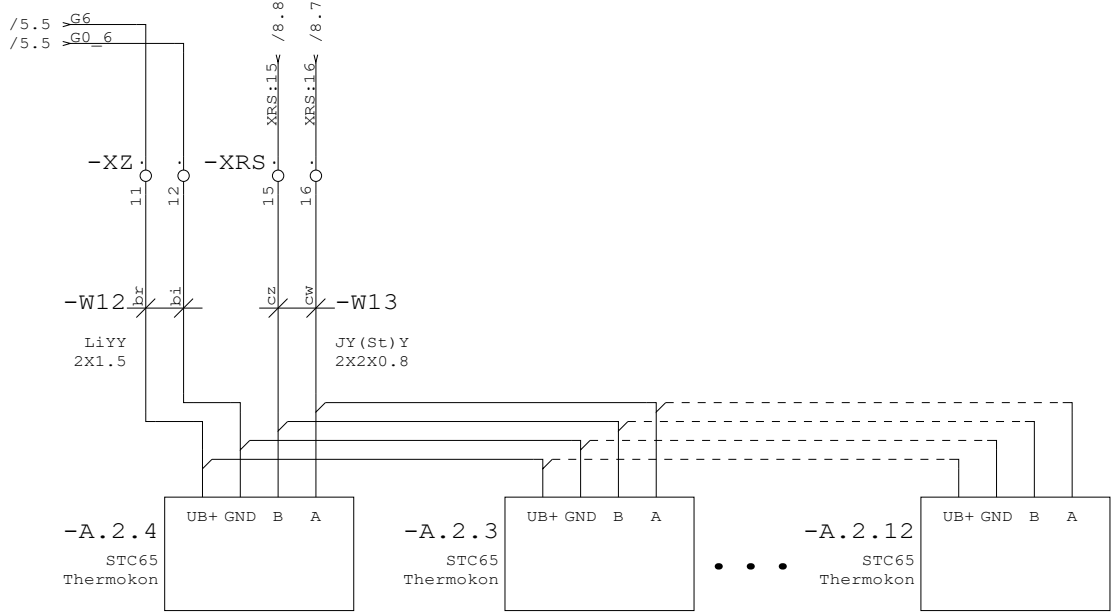 /5.5 G6
/5.5 G0_6
/8.8
/8.7
XRS:15
XRS:16
-XZ
-XRS
11
12
15
16
-W12
br
bi
cz
cw
-W13
LiYY
2X1.5
JY(St)Y
2X2X0.8
UB+ GND B A
-A.2.4
STC65
Thermokon
UB+ GND B A
-A.2.3
STC65
Thermokon
• • •
UB+ GND B A
-A.2.12
STC65
Thermokon